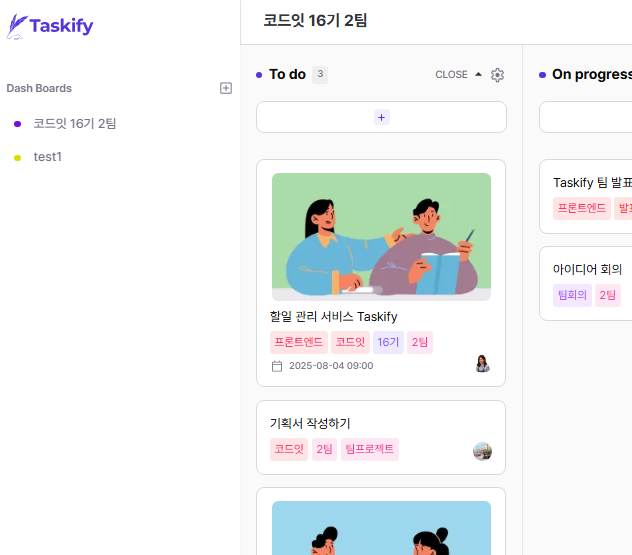 Taskify
코드잇 16기 2팀
Dash Boards
코드잇 16기 2팀
test1
To do 3 CLOSE
+
할일 관리 서비스 Taskify
프론트엔드 코드잇 16기 2팀
2025-08-04 09:00
기획서 작성하기
코드잇 2팀 팀프로젝트
On progress
Taskify 팀 발표
프론트엔드 발표
아이디어 회의
팀회의 2팀